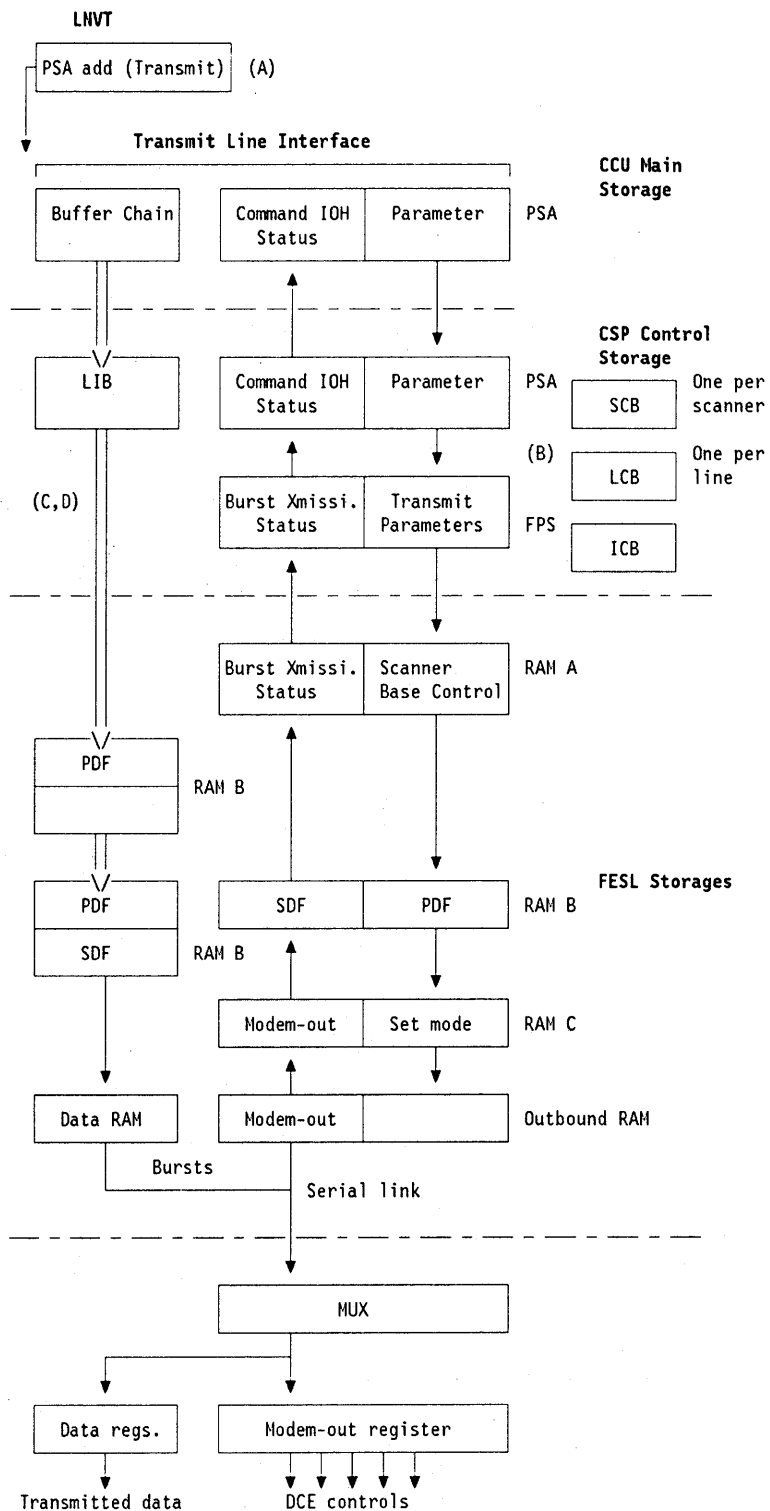 LNVT
PSA add (Transmit) (A)
Transmit Line Interface
CCU Main
Storage
Buffer Chain
Command IOH
Status
Parameter
PSA
CSP Control
Storage
LIB
Command IOH
Status
Parameter
PSA
SCB
One per
scanner
(B)
LCB
One per
line
(C,D)
Burst Xmissi.
Status
Transmit
Parameters
FPS
ICB
Burst Xmissi.
Status
Scanner
Base Control
RAM A
PDF
RAM B
FESL Storages
PDF
SDF
RAM B
SDF
PDF
RAM B
Modem-out
Set mode
RAM C
Data RAM
Modem-out
Outbound RAM
Bursts
Serial link
MUX
Data regs.
Modem-out register
Transmitted data
DCE controls